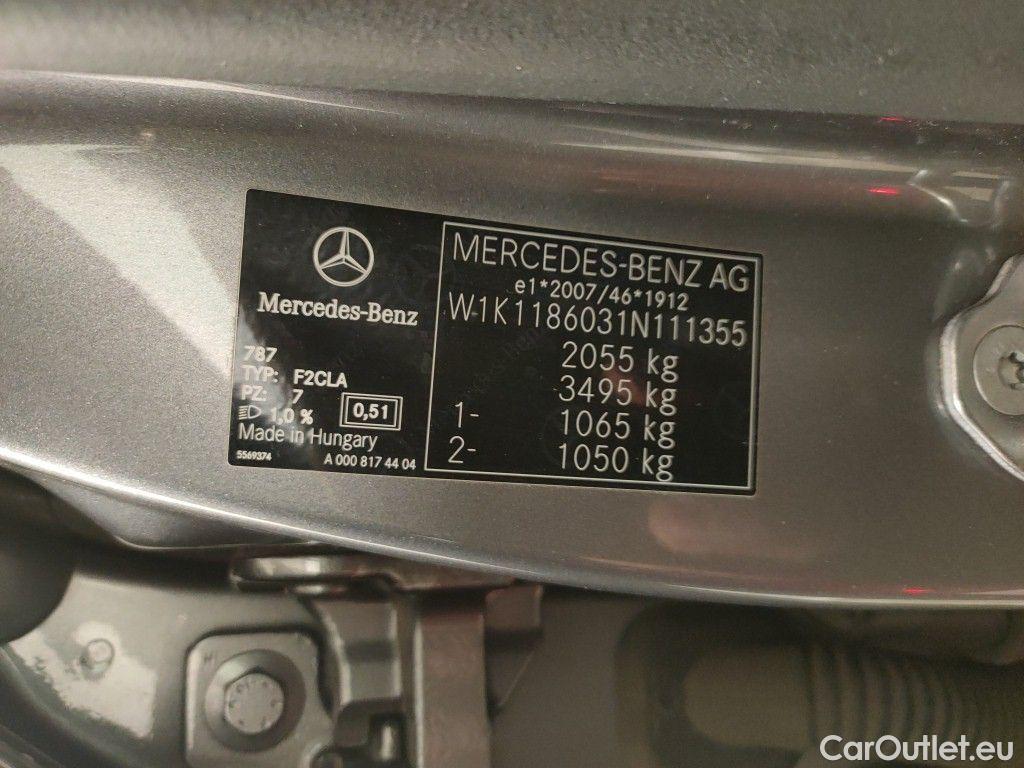 Mercedes-Benz
787
TYP: F2CLA
PZ: 7
1,0 %
0,51
Made in Hungary
5569374
A 000 817 44 04
MERCEDES-BENZ AG
e1*2007/46*1912
W1K1186031N111355
2055 kg
3495 kg
1- 1065 kg
2- 1050 kg
CarOutlet.eu